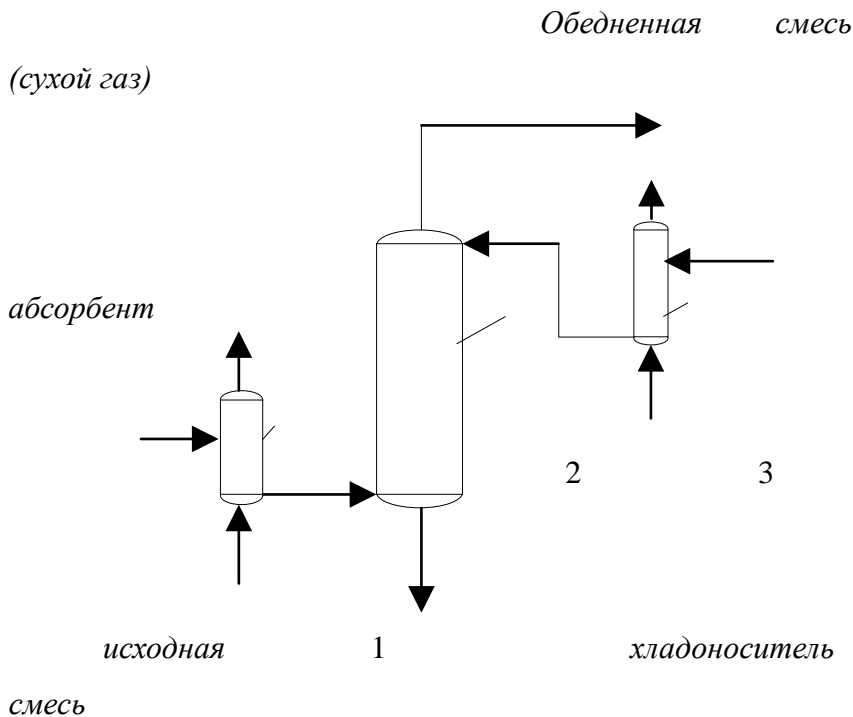 Обедненная смесь
(сухой газ)
абсорбент
2 3
исходная 1 хладоноситель
смесь